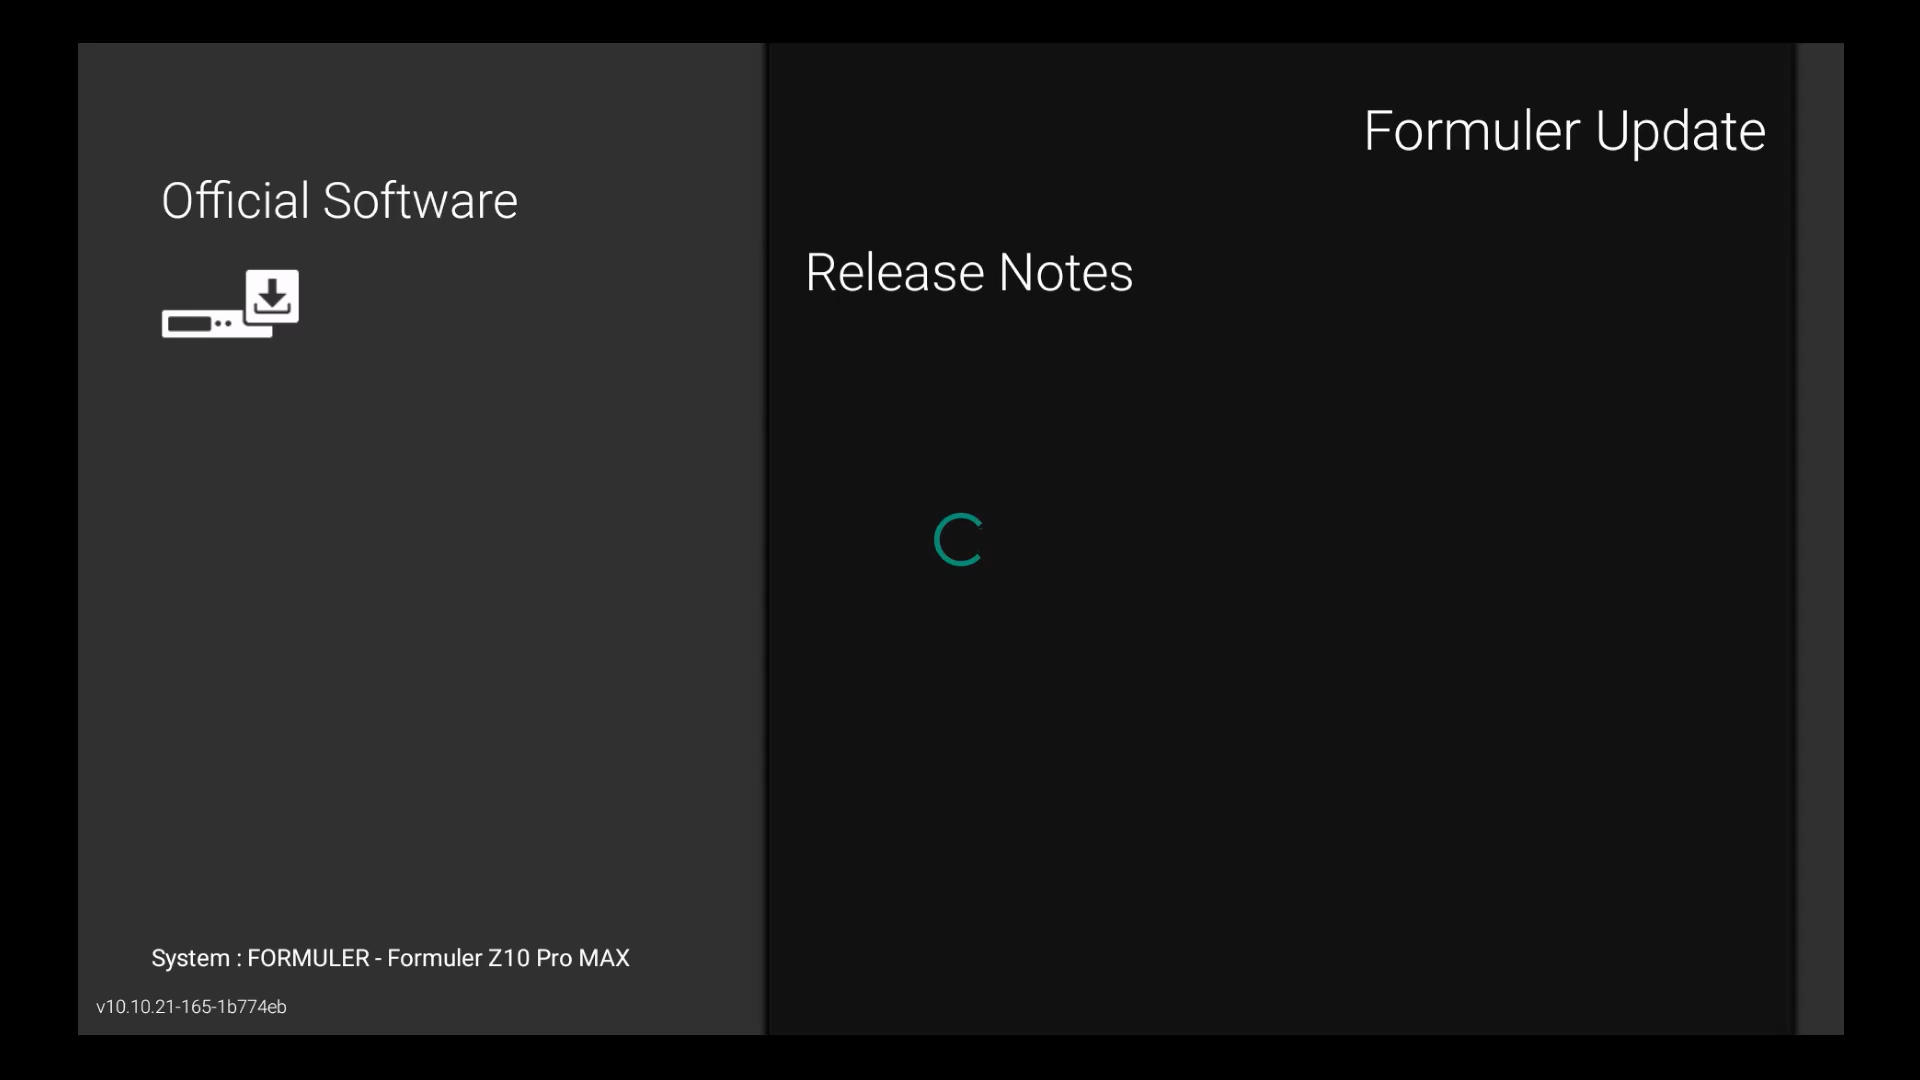 Formuler Update
Official Software
Release Notes
System : FORMULER - Formuler Z10 Pro MAX
v10.10.21-165-1b774eb